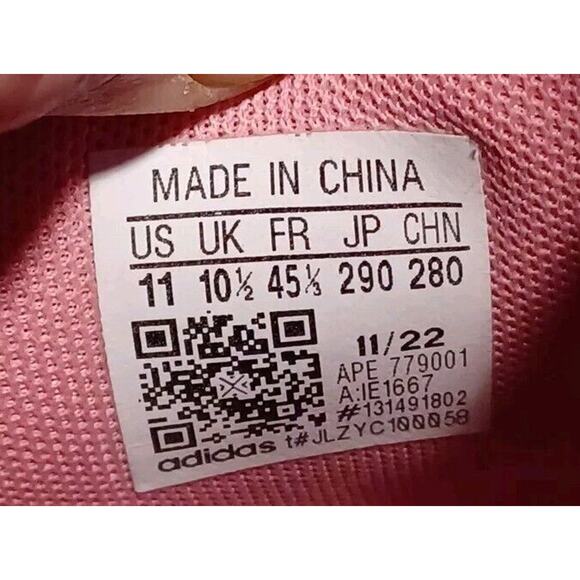 MADE IN CHINA
US UK FR JP CHN
11 10½ 45⅓ 290 280
11/22
APE 779001
A:IE1667
#131491802
t#JLZYC100058
adidas